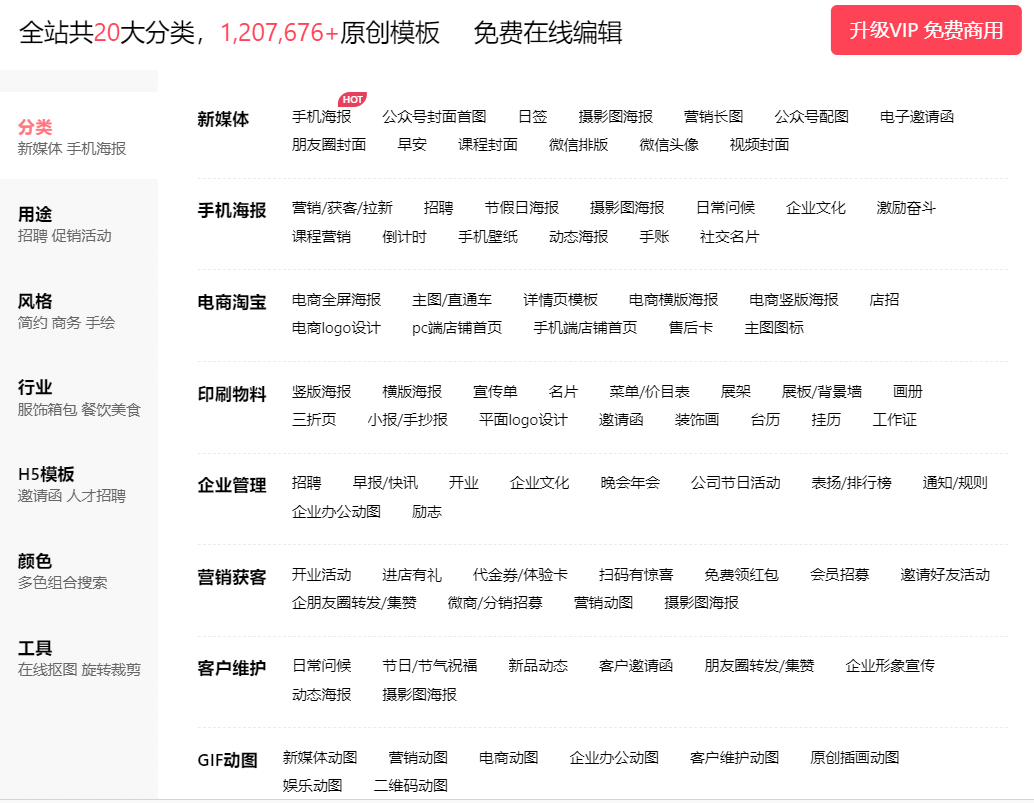 全站共20大分类，1,207,676+原创模板 免费在线编辑
升级VIP 免费商用
分类
新媒体 手机海报
用途
招聘 促销活动
风格
简约 商务 手绘
行业
服饰箱包 餐饮美食
H5模板
邀请函 人才招聘
颜色
多色组合搜索
工具
在线抠图 旋转裁剪
HOT
新媒体 手机海报 公众号封面首图 日签 摄影图海报 营销长图 公众号配图 电子邀请函
朋友圈封面 早安 课程封面 微信排版 微信头像 视频封面
手机海报 营销/获客/拉新 招聘 节假日海报 摄影图海报 日常问候 企业文化 激励奋斗
课程营销 倒计时 手机壁纸 动态海报 手账 社交名片
电商淘宝 电商全屏海报 主图/直通车 详情页模板 电商横版海报 电商竖版海报 店招
电商logo设计 pc端店铺首页 手机端店铺首页 售后卡 主图图标
印刷物料 竖版海报 横版海报 宣传单 名片 菜单/价目表 展架 展板/背景墙 画册
三折页 小报/手抄报 平面logo设计 邀请函 装饰画 台历 挂历 工作证
企业管理 招聘 早报/快讯 开业 企业文化 晚会年会 公司节日活动 表扬/排行榜 通知/规则
企业办公动图 励志
营销获客 开业活动 进店有礼 代金券/体验卡 扫码有惊喜 免费领红包 会员招募 邀请好友活动
企朋友圈转发/集赞 微商/分销招募 营销动图 摄影图海报
客户维护 日常问候 节日/节气祝福 新品动态 客户邀请函 朋友圈转发/集赞 企业形象宣传
动态海报 摄影图海报
GIF动图 新媒体动图 营销动图 电商动图 企业办公动图 客户维护动图 原创插画动图
娱乐动图 二维码动图